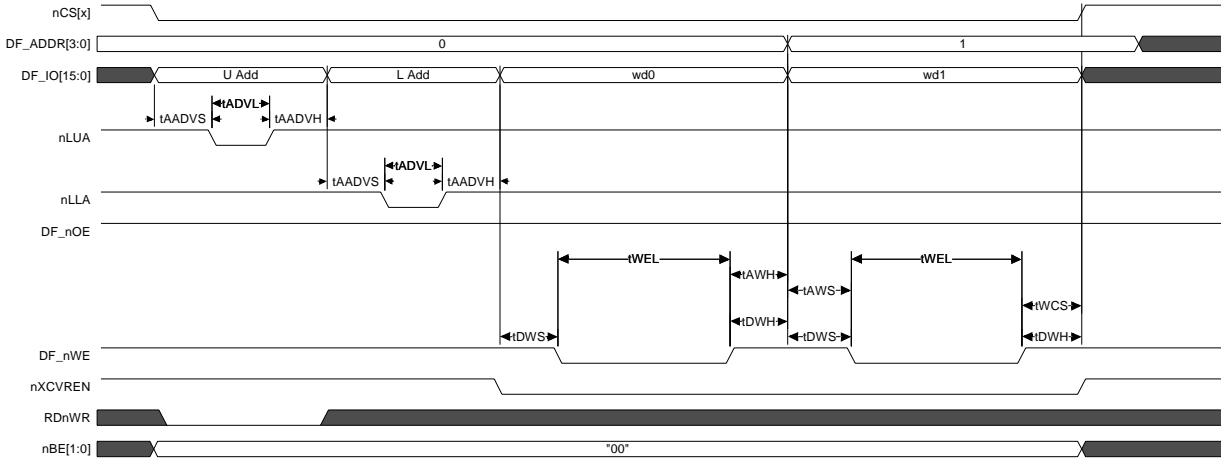 nCS[x]
DF_ADDR[3:0] 0 1
DF_IO[15:0] U Add L Add wd0 wd1
tADVL
tAADVS tAADVH
nLUA
tADVL
tAADVS tAADVH
nLLA
DF_nOE
tWEL tWEL
tAWH
tAWS
tWCS
tDWH
tDWS tDWS tDWH
DF_nWE
nXCVREN
RDnWR
nBE[1:0] "00"